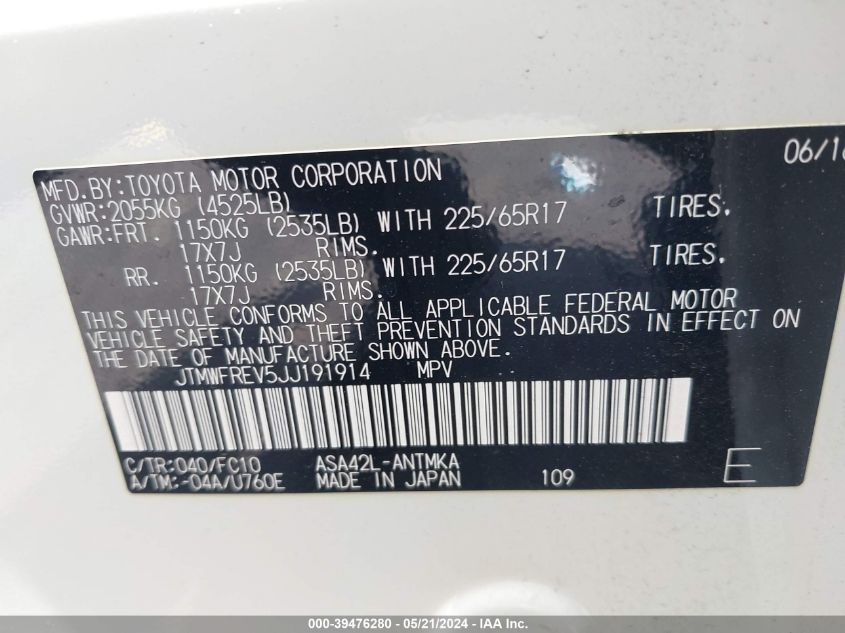 06/1
MFD.BY:TOYOTA MOTOR CORPORATION
GVWR:2055KG (4525LB)
GAWR:FRT. 1150KG (2535LB) WITH 225/65R17 TIRES.
17X7J RIMS.
RR. 1150KG (2535LB) WITH 225/65R17 TIRES.
17X7J RIMS.
THIS VEHICLE CONFORMS TO ALL APPLICABLE FEDERAL MOTOR
VEHICLE SAFETY AND THEFT PREVENTION STANDARDS IN EFFECT ON
THE DATE OF MANUFACTURE SHOWN ABOVE.
JTMWFREV5JJ191914 MPV
C/TR:040/FC10 ASA42L-ANTMKA
A/TM:-04A/U760E MADE IN JAPAN 109 E
000-39476280 - 05/21/2024 - IAA Inc.